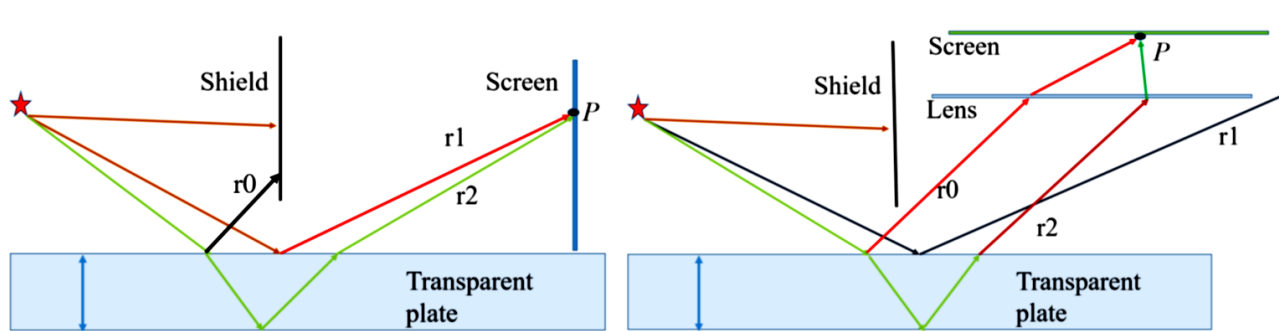 Shield
Screen
P
r1
r0
r2
Transparent
plate
Screen
P
Shield
Lens
r1
r0
r2
Transparent
plate